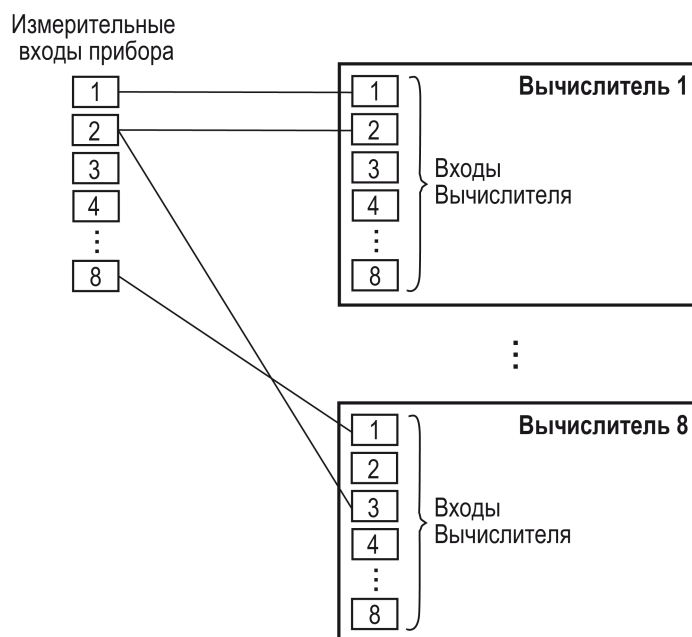 Измерительные
входы прибора
1
2
3
4
8
Вычислитель 1
1
2
3
4
8
Входы
Вычислителя
Вычислитель 8
1
2
3
4
8
Входы
Вычислителя